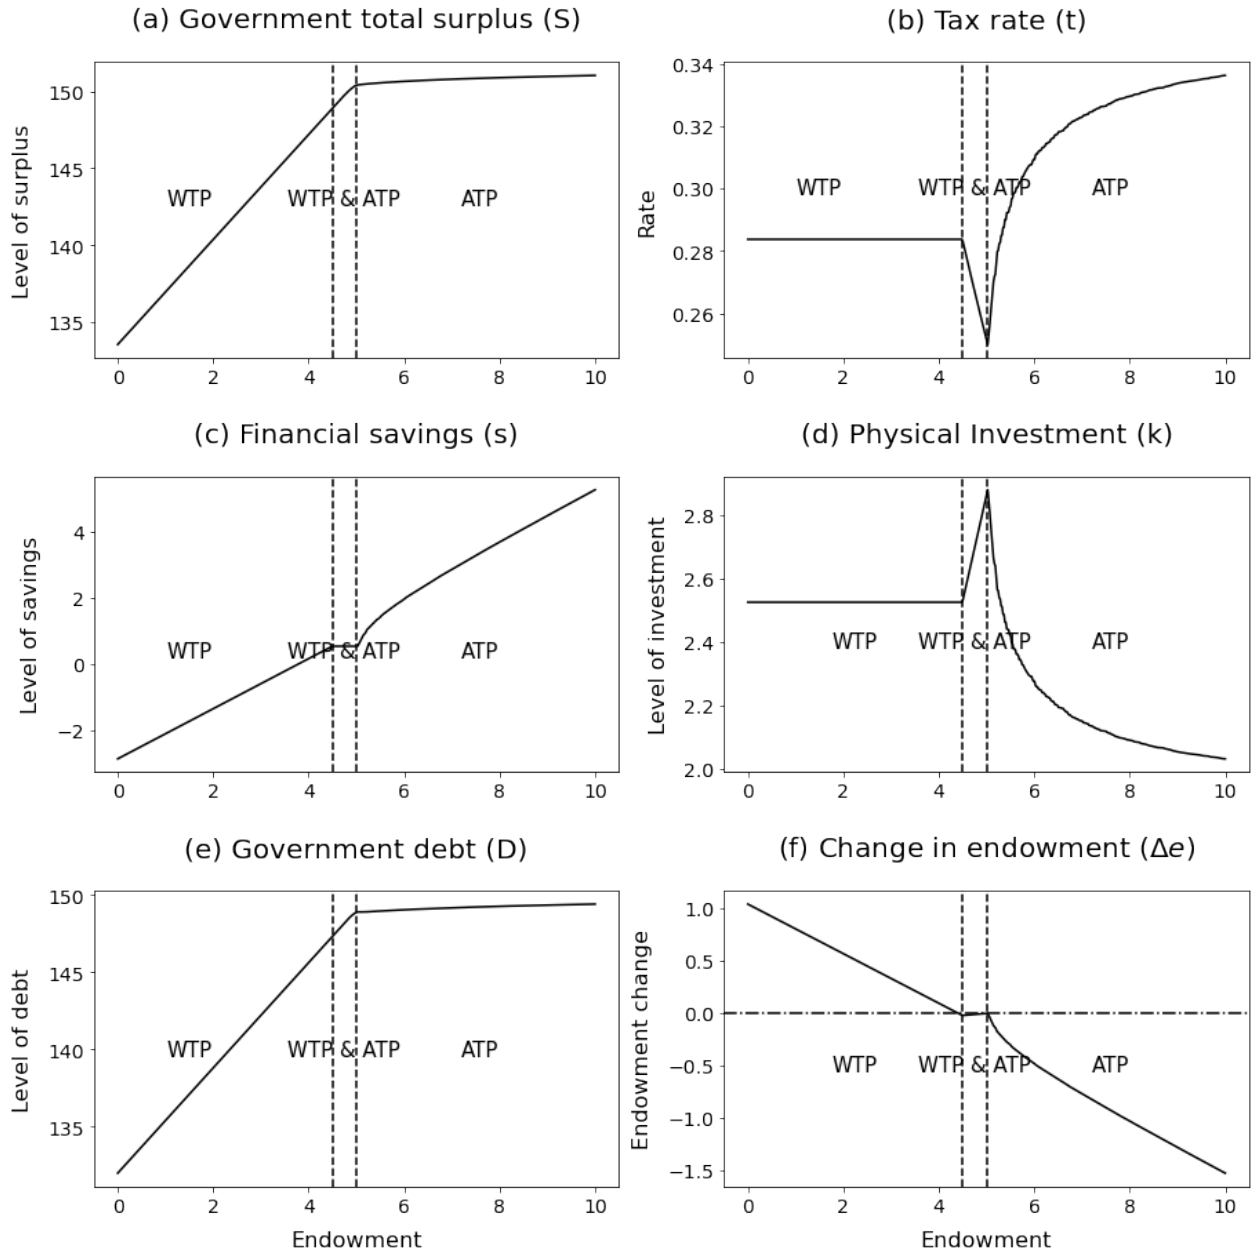 (a) Government total surplus (S)
Level of surplus
150
145
140
135
WTP
WTP & ATP
ATP
0 2 4 6 8 10
(b) Tax rate (t)
Rate
0.34
0.32
0.30
0.28
0.26
WTP
WTP & ATP
ATP
0 2 4 6 8 10
(c) Financial savings (s)
Level of savings
4
2
0
−2
WTP
WTP & ATP
ATP
0 2 4 6 8 10
(d) Physical Investment (k)
Level of investment
2.8
2.6
2.4
2.2
2.0
WTP
WTP & ATP
ATP
0 2 4 6 8 10
(e) Government debt (D)
Level of debt
150
145
140
135
WTP
WTP & ATP
ATP
0 2 4 6 8 10
Endowment
(f) Change in endowment (Δe)
Endowment change
1.0
0.5
0.0
−0.5
−1.0
−1.5
WTP
WTP & ATP
ATP
0 2 4 6 8 10
Endowment